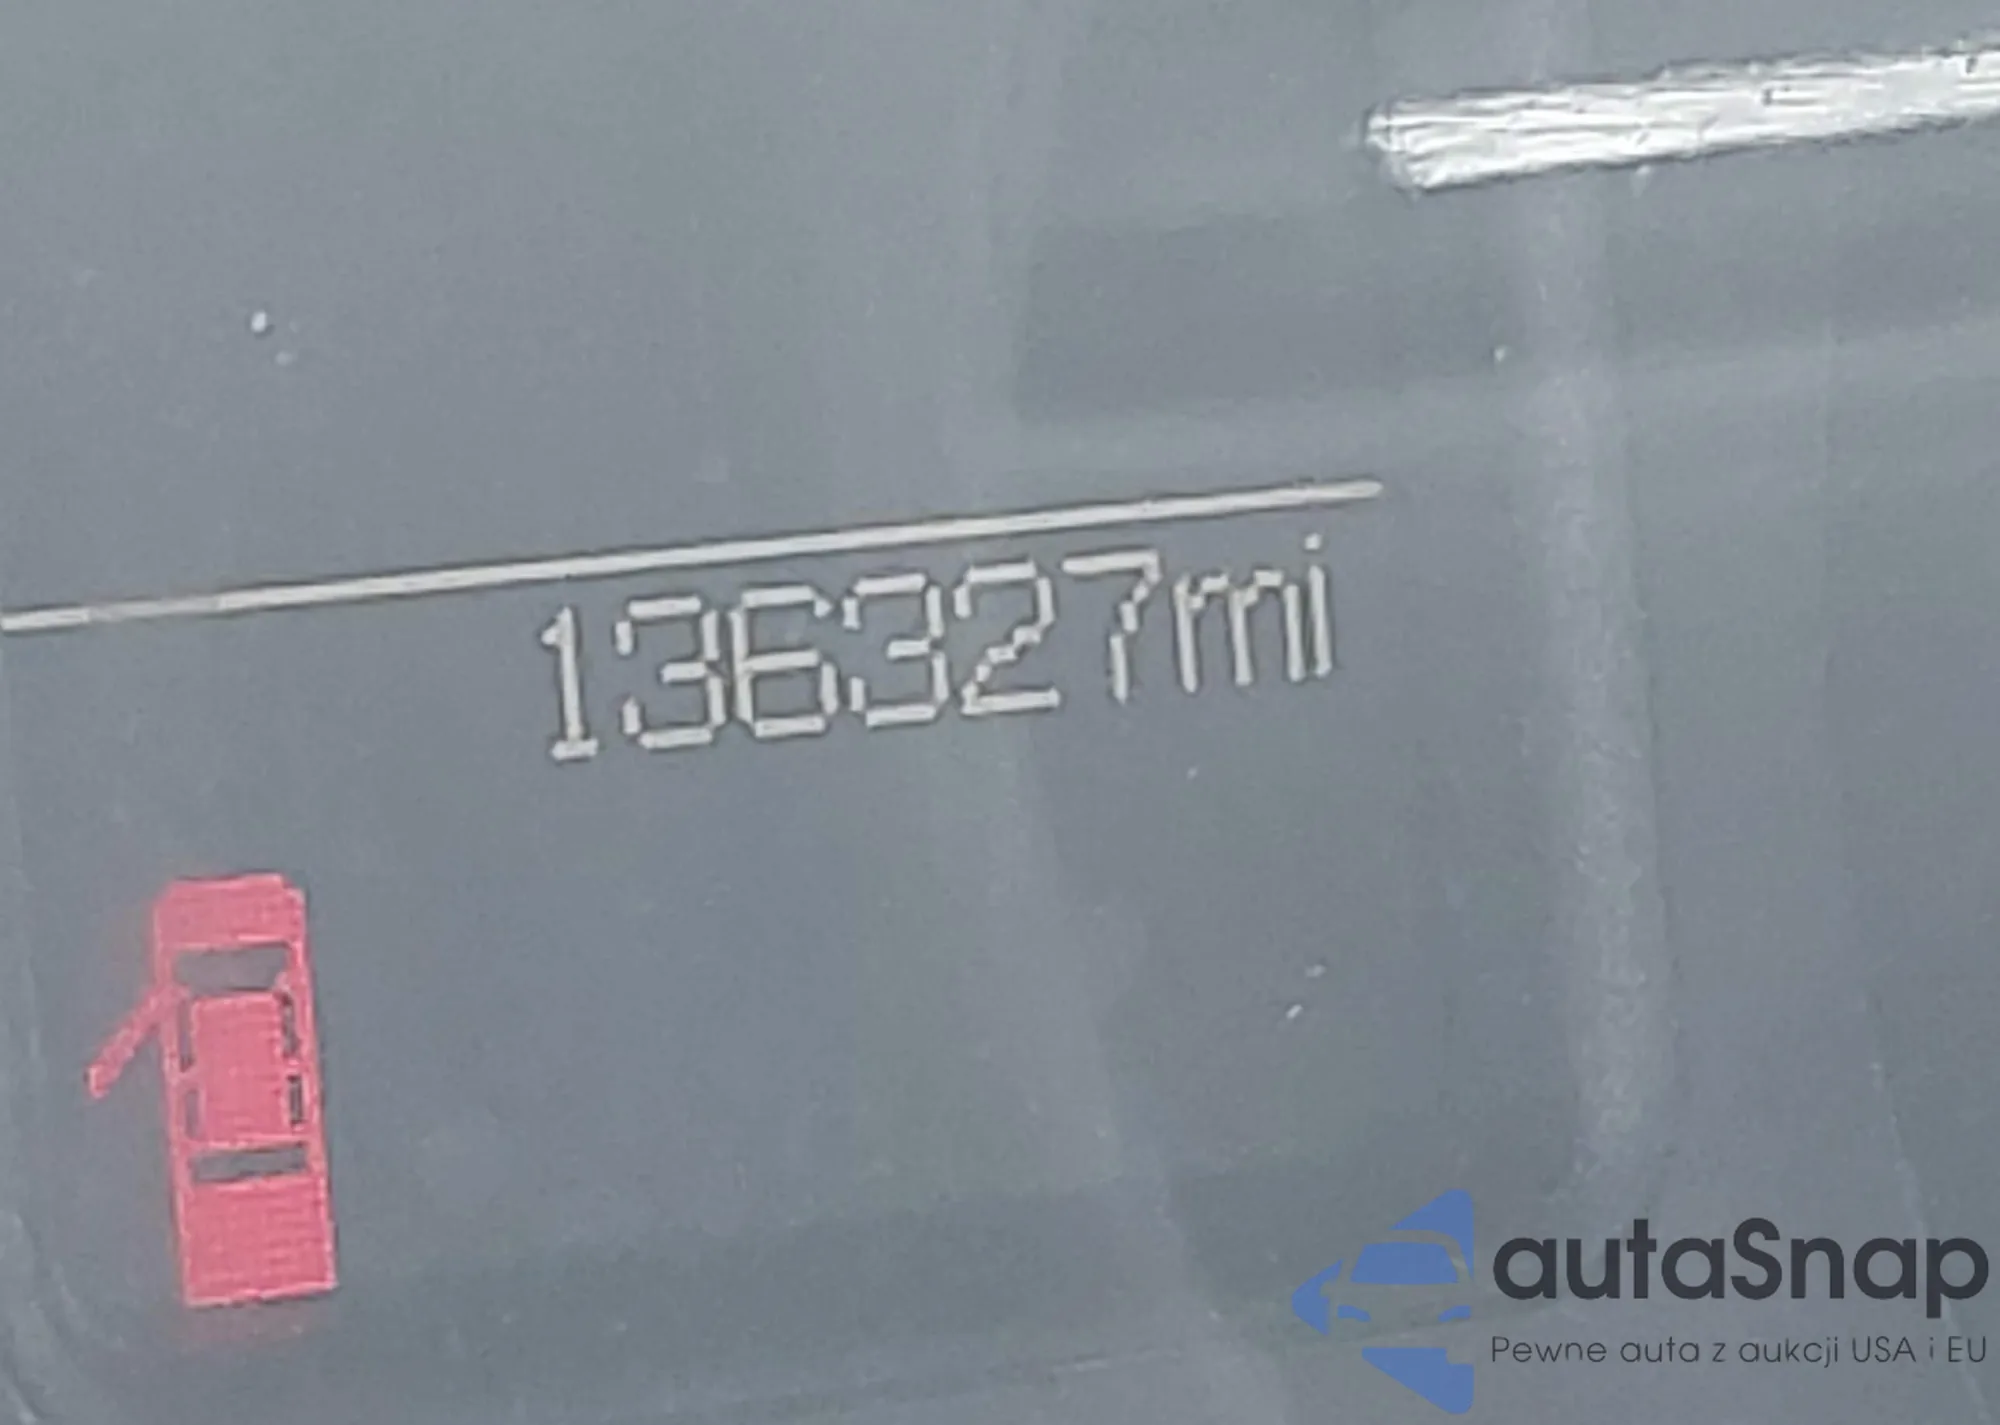 136327mi
autaSnap
Pewne auta z aukcji USA i EU